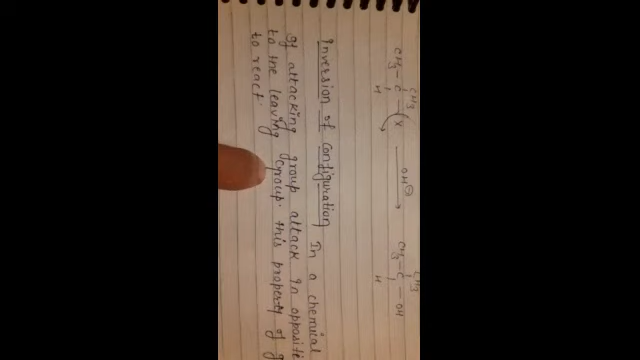 CH3 CH3
CH3 - C - (X ⟶ OH⊖ CH3 - C - OH
H H
Inversion of configuration In a chemical
If attacking group attack in opposite
to the leaving group. this property of
to react.